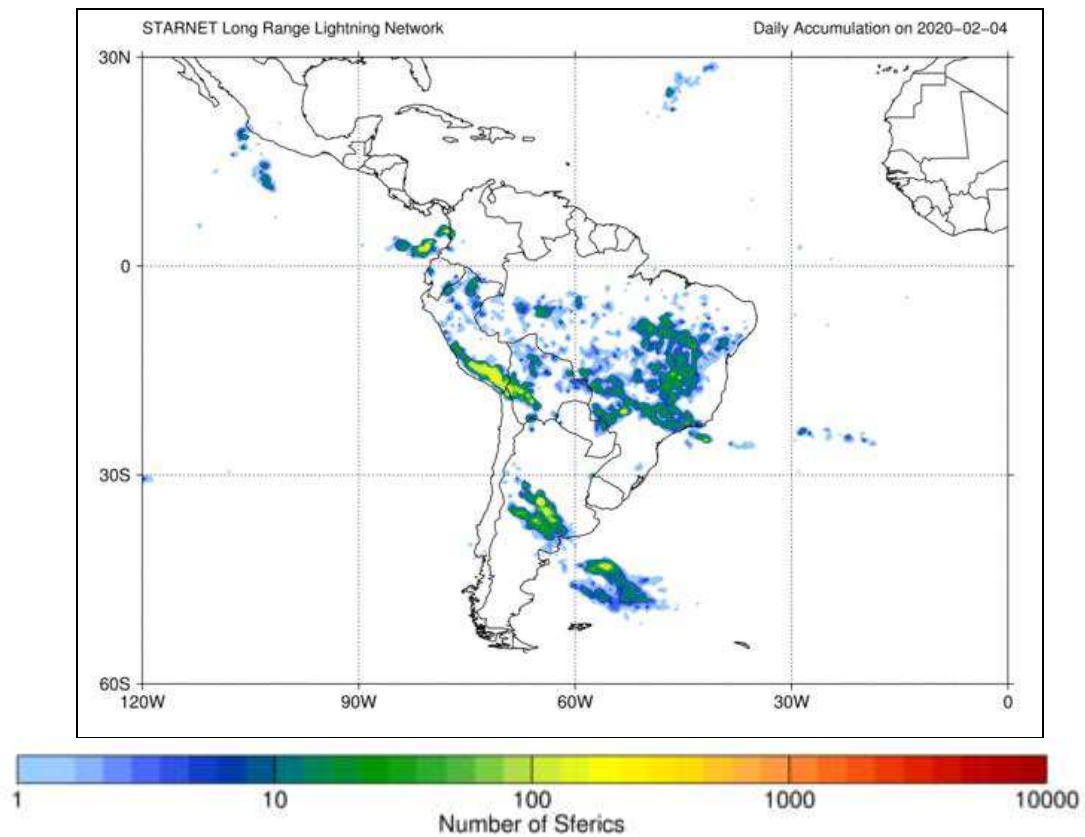 STARNET Long Range Lightning Network Daily Accumulation on 2020-02-04
30N
15N
0
30S
60S
120W 90W 60W 30W 0
1 10 100 1000 10000
Number of Sferics